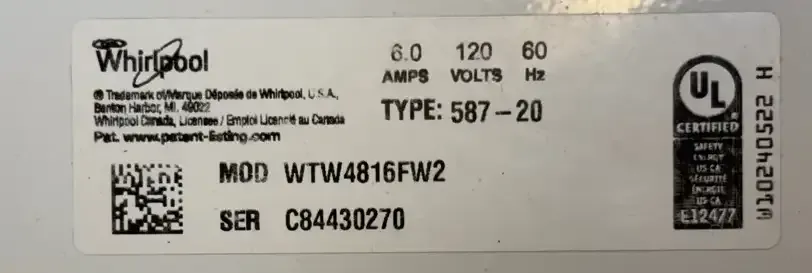 Whirlpool
® Trademark of/Marque Déposée de Whirlpool, U.S.A.,
Benton Harbor, MI. 49022
Whirlpool Canada, Licensee / Emploi Licencié au Canada
Pat. www.patent-listing.com
6.0 120 60
AMPS VOLTS Hz
TYPE: 587-20
MOD WTW4816FW2
SER C84430270
UL
CERTIFIED
SAFETY
ENERGY
US-CA
SÉCURITÉ
ÉNERGIE
US-CA
E12477
W10240522 H